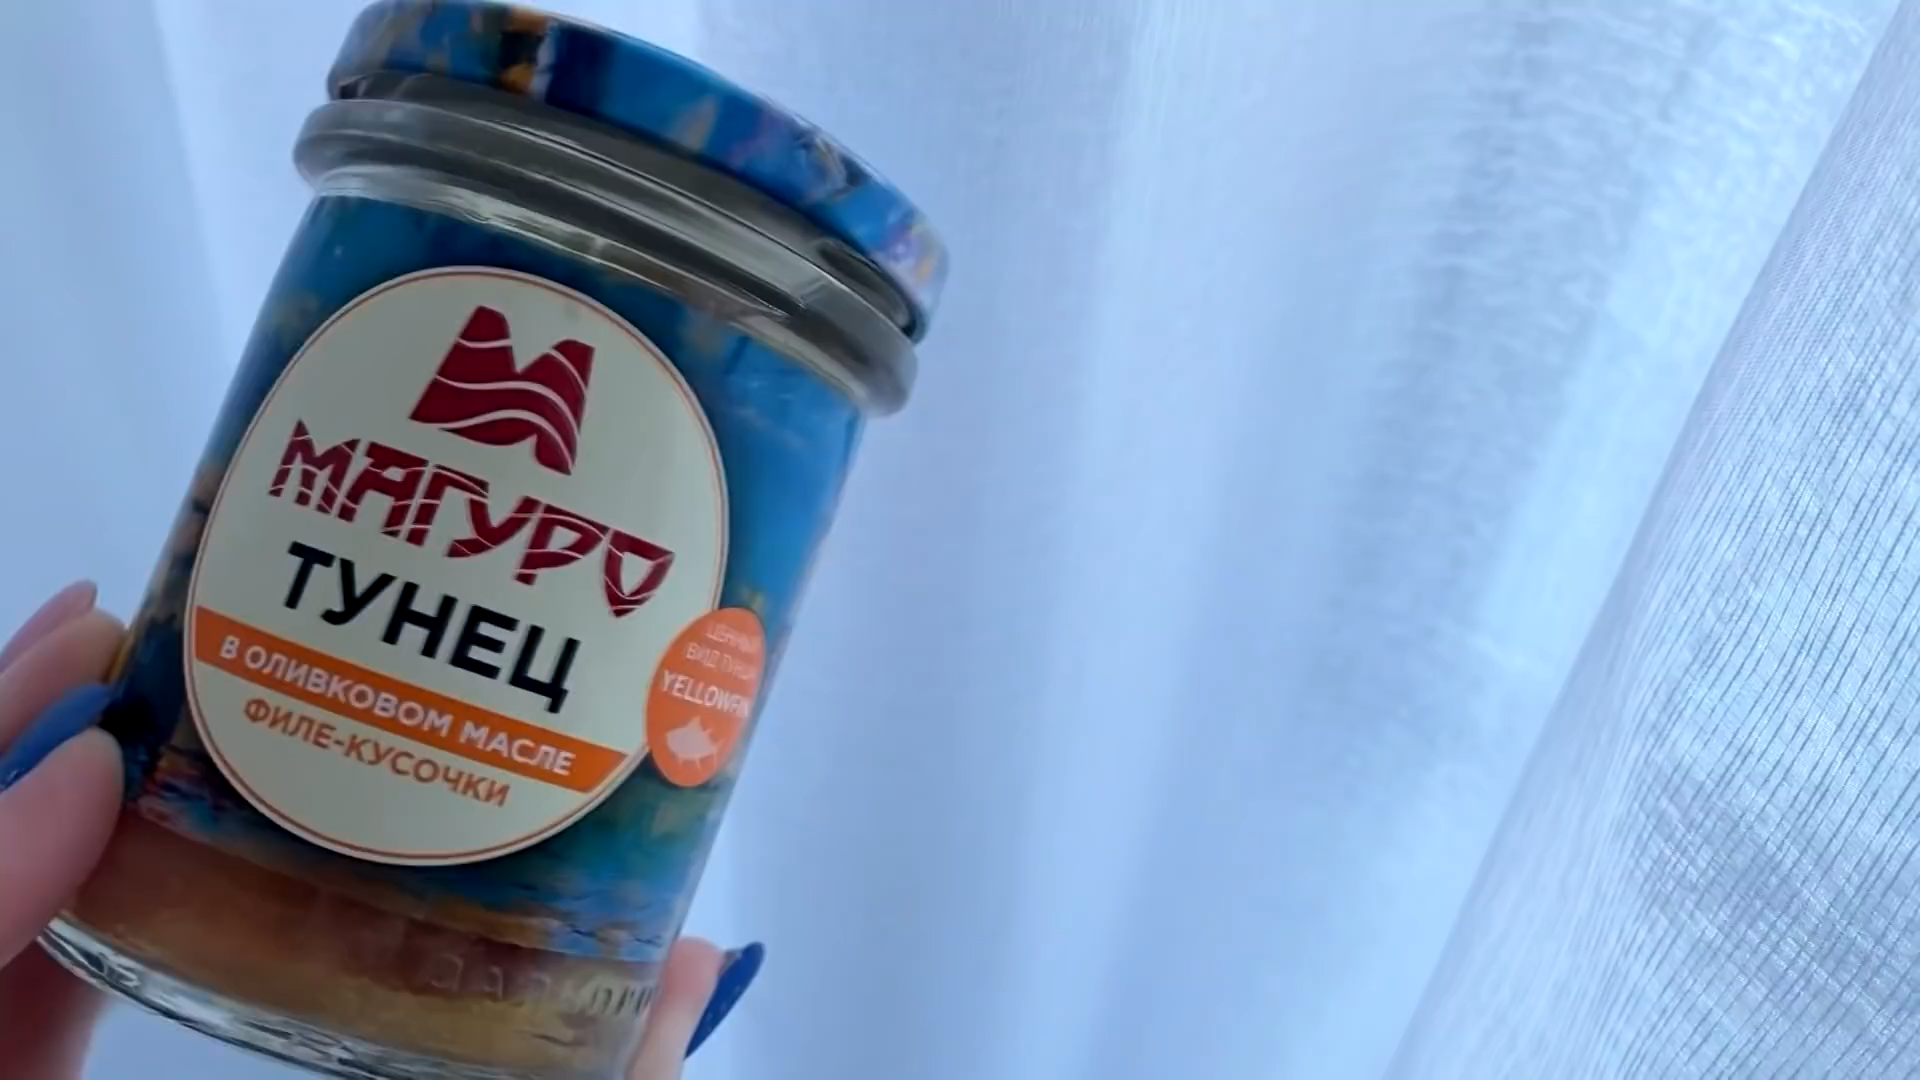 МАГУРО
ТУНЕЦ
В ОЛИВКОВОМ МАСЛЕ
ФИЛЕ-КУСОЧКИ
ЦЕННЫЙ
ВИД ТУНЦА
YELLOWFIN